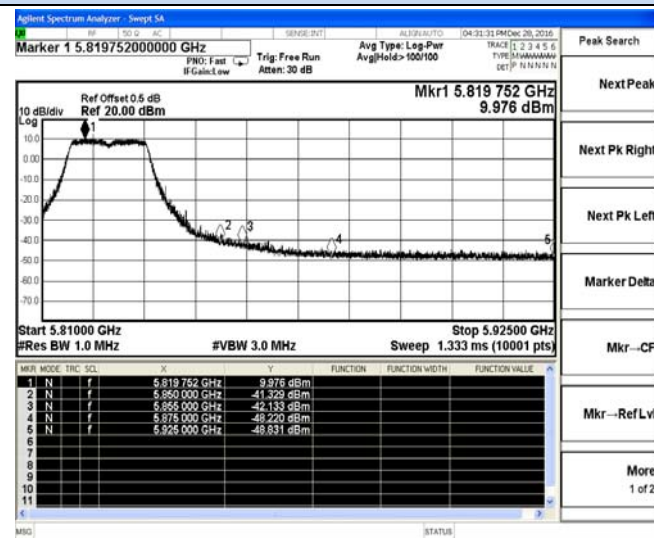 Agilent Spectrum Analyzer - Swept SA
RF 50 Ω AC SENSE:INT ALIGN AUTO 04:31:31 PM Dec 28, 2016
Marker 1 5.819752000000 GHz
PNO: Fast
IFGain:Low
Trig: Free Run
Atten: 30 dB
Avg Type: Log-Pwr
Avg|Hold:> 100/100
TRACE 1 2 3 4 5 6
TYPE MWWWWW
DET P N N N N N
Mkr1 5.819 752 GHz
9.976 dBm
Ref Offset 0.5 dB
10 dB/div Ref 20.00 dBm
Log
10.0
0.00
-10.0
-20.0
-30.0
-40.0
-50.0
-60.0
-70.0
1
2
3
4
5
Start 5.81000 GHz
Stop 5.92500 GHz
#Res BW 1.0 MHz #VBW 3.0 MHz Sweep 1.333 ms (10001 pts)
MKR MODE TRC SCL X Y FUNCTION FUNCTION WIDTH FUNCTION VALUE
1 N f 5.819 752 GHz 9.976 dBm
2 N f 5.850 000 GHz -41.329 dBm
3 N f 5.855 000 GHz -42.133 dBm
4 N f 5.875 000 GHz -48.220 dBm
5 N f 5.925 000 GHz -48.831 dBm
6
7
8
9
10
11
MSG STATUS
Peak Search
Next Peak
Next Pk Right
Next Pk Left
Marker Delta
Mkr→CF
Mkr→Ref Lvl
More
1 of 2